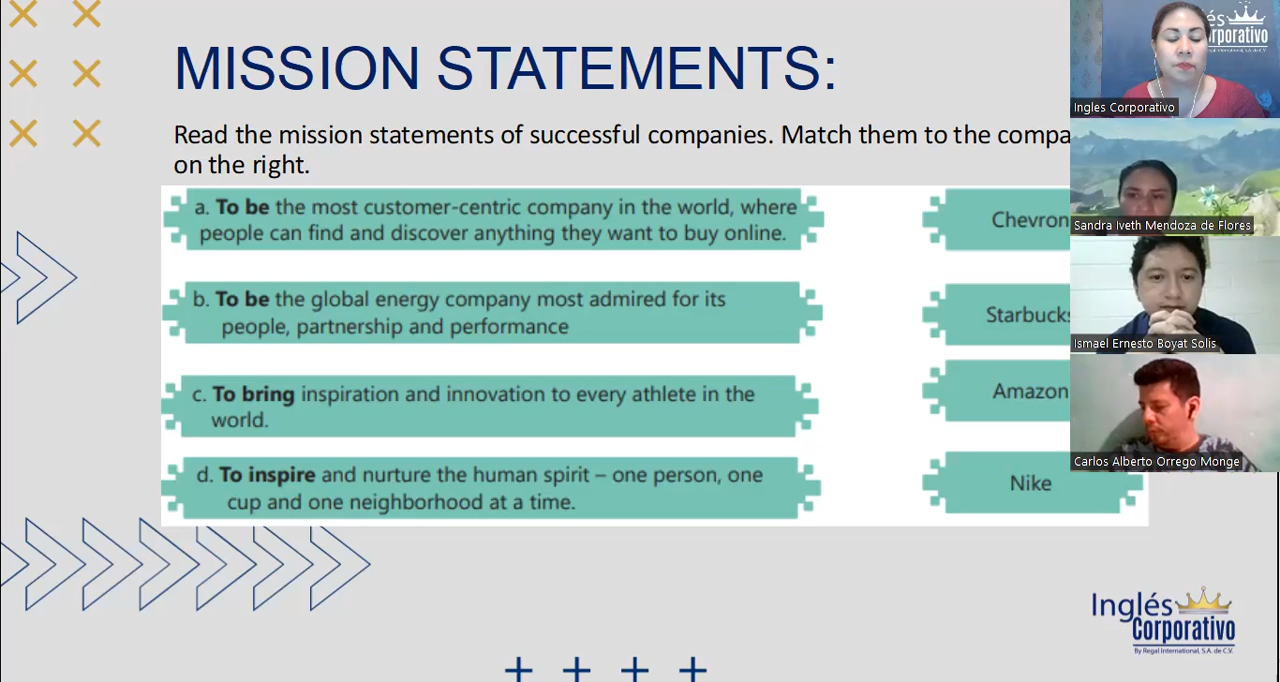 MISSION STATEMENTS:
Read the mission statements of successful companies. Match them to the
on the right.
a. To be the most customer-centric company in the world, where
people can find and discover anything they want to buy online.
b. To be the global energy company most admired for its
people, partnership and performance
c. To bring inspiration and innovation to every athlete in the
world.
d. To inspire and nurture the human spirit – one person, one
cup and one neighborhood at a time.
Chevron
Starbucks
Amazon
Nike
Ingles Corporativo
Sandra Iveth Mendoza de Flores
Ismael Ernesto Boyat Solis
Carlos Alberto Orrego Monge
Inglés
Corporativo
By Regal International, S.A. de C.V.